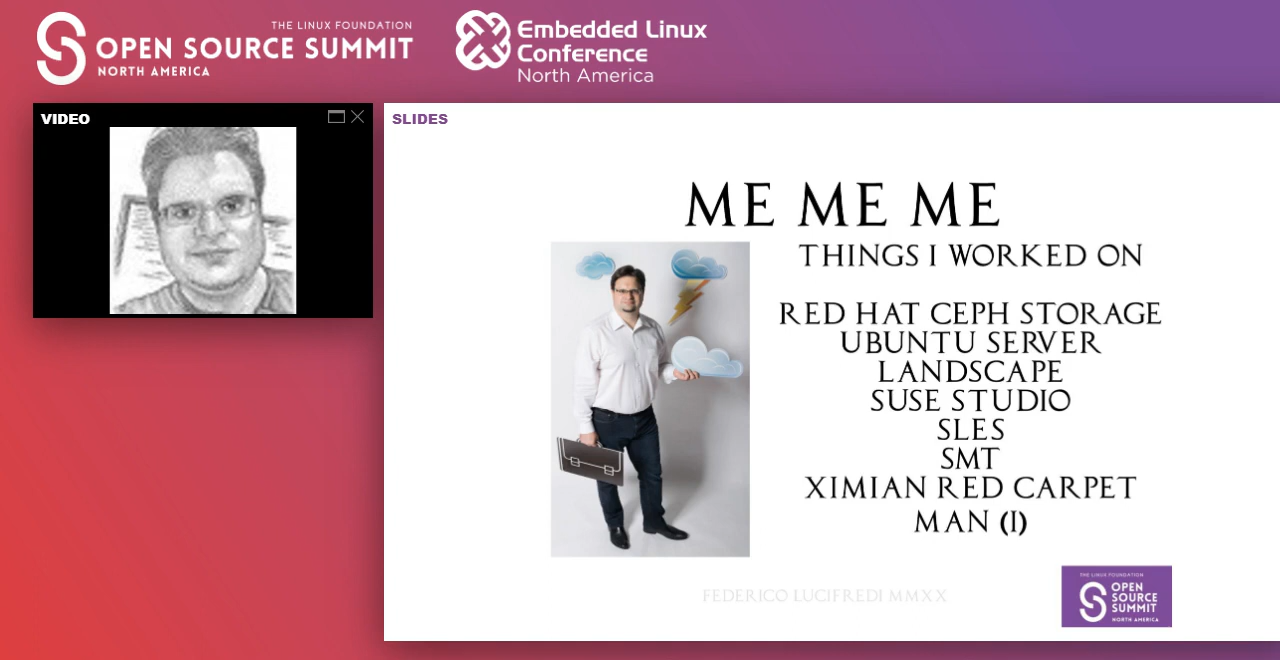 THE LINUX FOUNDATION
OPEN SOURCE SUMMIT
NORTH AMERICA
Embedded Linux
Conference
North America
VIDEO
SLIDES
ME ME ME
THINGS I WORKED ON
RED HAT CEPH STORAGE
UBUNTU SERVER
LANDSCAPE
SUSE STUDIO
SLES
SMT
XIMIAN RED CARPET
MAN (I)
FEDERICO LUCIFREDI MMXX
THE LINUX FOUNDATION
OPEN
SOURCE
SUMMIT
NORTH AMERICA